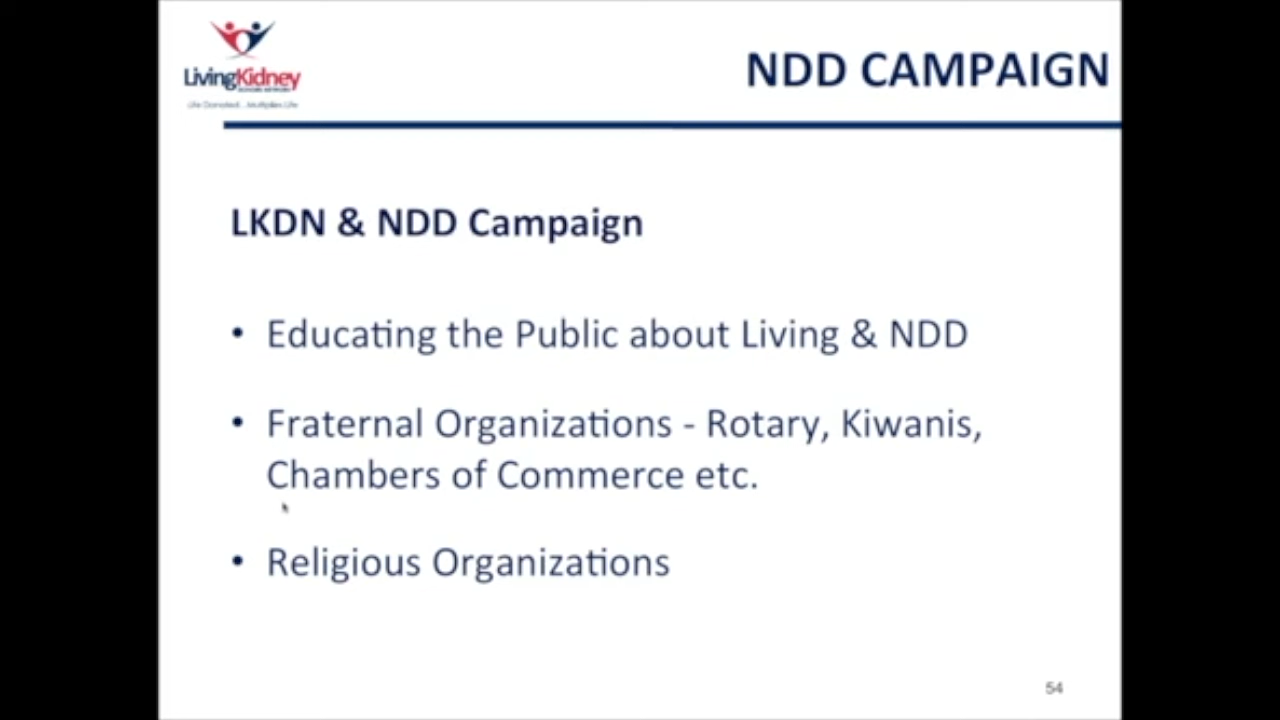 LivingKidney
NDD CAMPAIGN
LKDN & NDD Campaign
• Educating the Public about Living & NDD
• Fraternal Organizations - Rotary, Kiwanis,
Chambers of Commerce etc.
• Religious Organizations
54